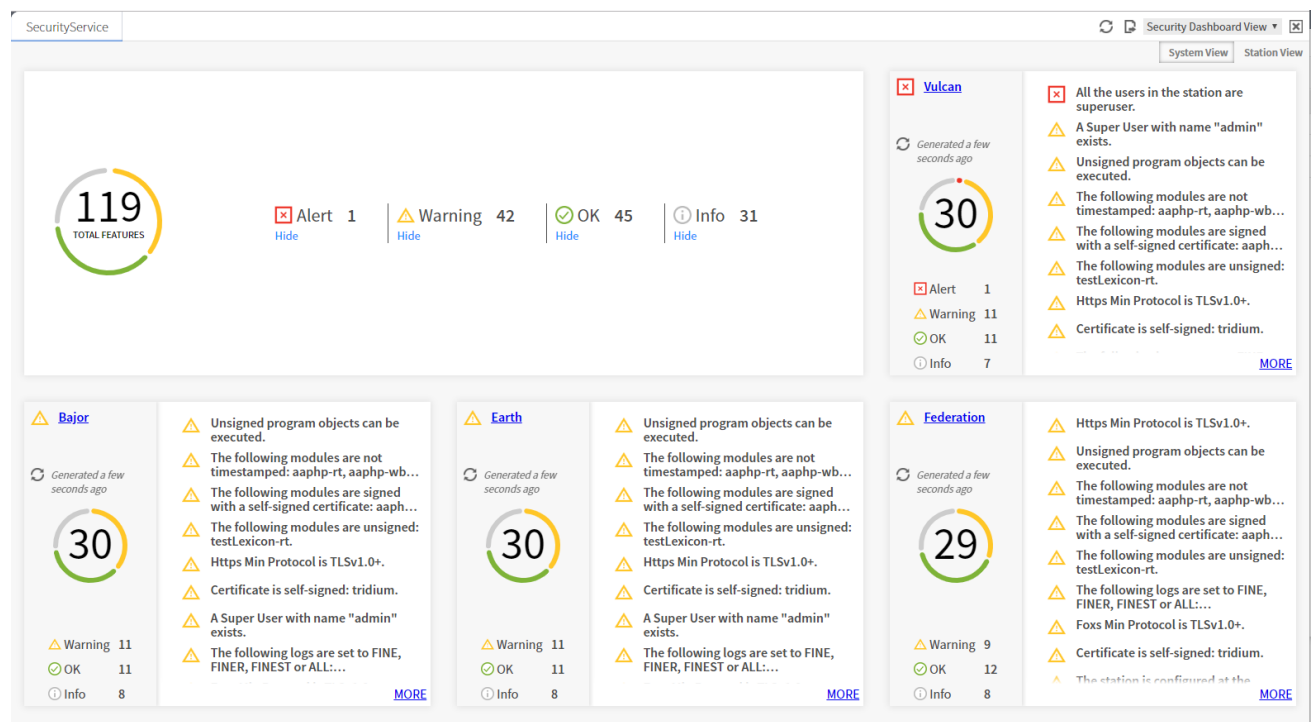 SecurityService
Security Dashboard View
System View
Station View
119
TOTAL FEATURES
Alert 1
Hide
Warning 42
Hide
OK 45
Hide
Info 31
Hide
Vulcan
Generated a few
seconds ago
30
Alert 1
Warning 11
OK 11
Info 7
All the users in the station are
superuser.
A Super User with name "admin"
exists.
Unsigned program objects can be
executed.
The following modules are not
timestamped: aaphp-rt, aaphp-wb...
The following modules are signed
with a self-signed certificate: aaph...
The following modules are unsigned:
testLexicon-rt.
Https Min Protocol is TLSv1.0+.
Certificate is self-signed: tridium.
MORE
Bajor
Generated a few
seconds ago
30
Warning 11
OK 11
Info 8
Unsigned program objects can be
executed.
The following modules are not
timestamped: aaphp-rt, aaphp-wb...
The following modules are signed
with a self-signed certificate: aaph...
The following modules are unsigned:
testLexicon-rt.
Https Min Protocol is TLSv1.0+.
Certificate is self-signed: tridium.
A Super User with name "admin"
exists.
The following logs are set to FINE,
FINER, FINEST or ALL:...
MORE
Earth
Generated a few
seconds ago
30
Warning 11
OK 11
Info 8
Unsigned program objects can be
executed.
The following modules are not
timestamped: aaphp-rt, aaphp-wb...
The following modules are signed
with a self-signed certificate: aaph...
The following modules are unsigned:
testLexicon-rt.
Https Min Protocol is TLSv1.0+.
Certificate is self-signed: tridium.
A Super User with name "admin"
exists.
The following logs are set to FINE,
FINER, FINEST or ALL:...
MORE
Federation
Generated a few
seconds ago
29
Warning 9
OK 12
Info 8
Https Min Protocol is TLSv1.0+.
Unsigned program objects can be
executed.
The following modules are not
timestamped: aaphp-rt, aaphp-wb...
The following modules are signed
with a self-signed certificate: aaph...
The following modules are unsigned:
testLexicon-rt.
The following logs are set to FINE,
FINER, FINEST or ALL:...
Foxs Min Protocol is TLSv1.0+.
Certificate is self-signed: tridium.
The station is configured at the
MORE